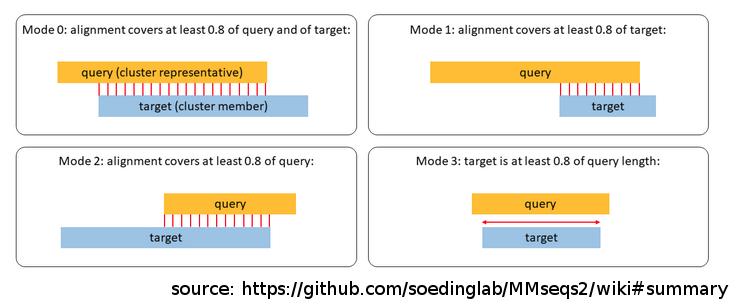 Mode 0: alignment covers at least 0.8 of query and of target:
query (cluster representative)
target (cluster member)
Mode 1: alignment covers at least 0.8 of target:
query
target
Mode 2: alignment covers at least 0.8 of query:
query
target
Mode 3: target is at least 0.8 of query length:
query
target
source: https://github.com/soedinglab/MMseqs2/wiki#summary